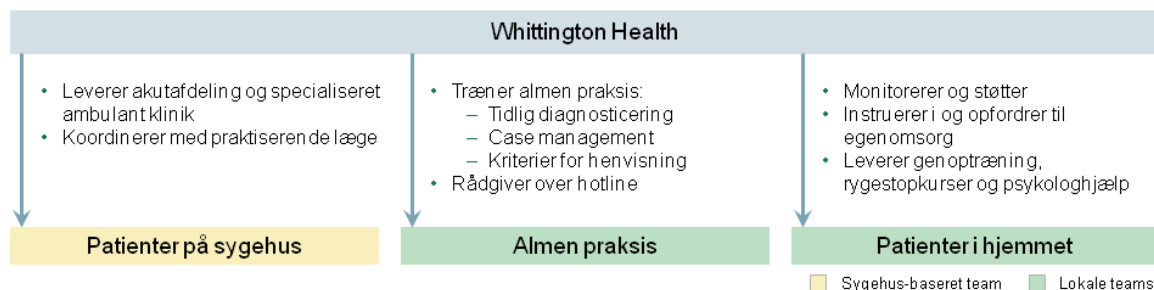 Whittington Health
• Leverer akutafdeling og specialiseret
ambulant klinik
• Koordinerer med praktiserende læge
• Træner almen praksis:
– Tidlig diagnosticering
– Case management
– Kriterier for henvisning
• Rådgiver over hotline
• Monitorerer og støtter
• Instruerer i og opfordrer til
egenomsorg
• Leverer genoptræning,
rygestopkurser og psykologhjælp
Patienter på sygehus
Almen praksis
Patienter i hjemmet
Sygehus-baseret team
Lokale teams